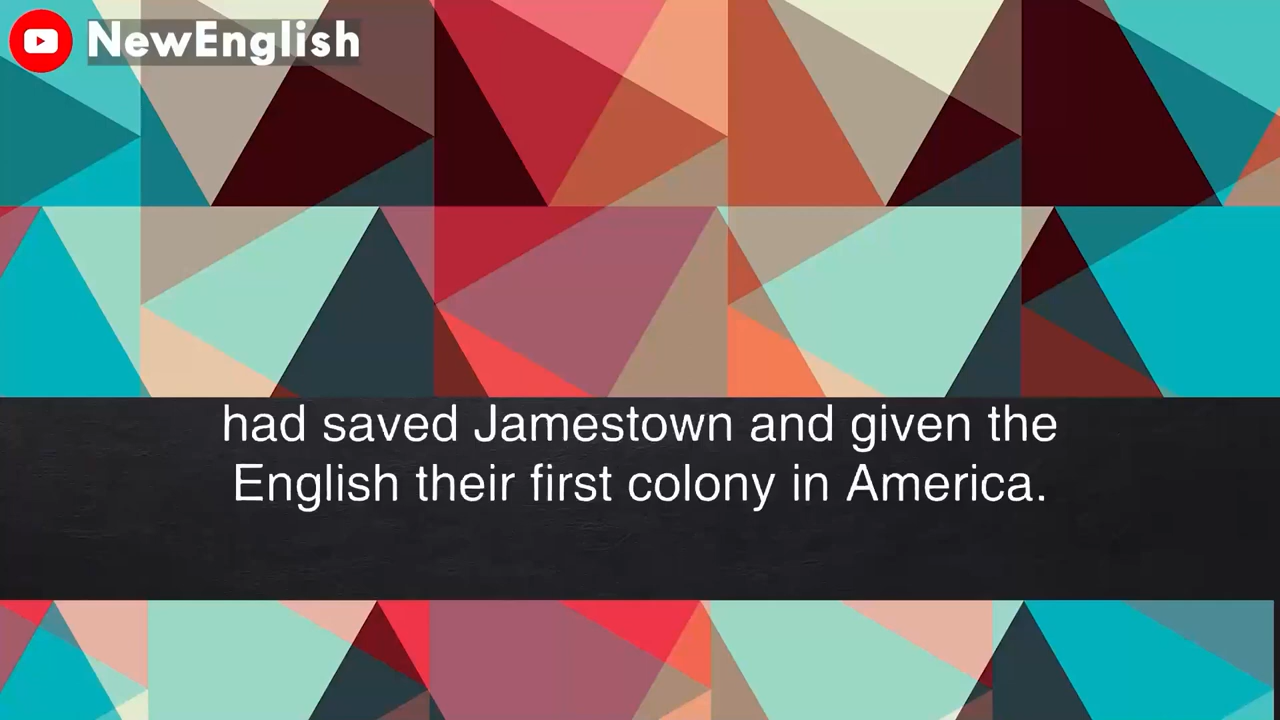 NewEnglish
had saved Jamestown and given the
English their first colony in America.